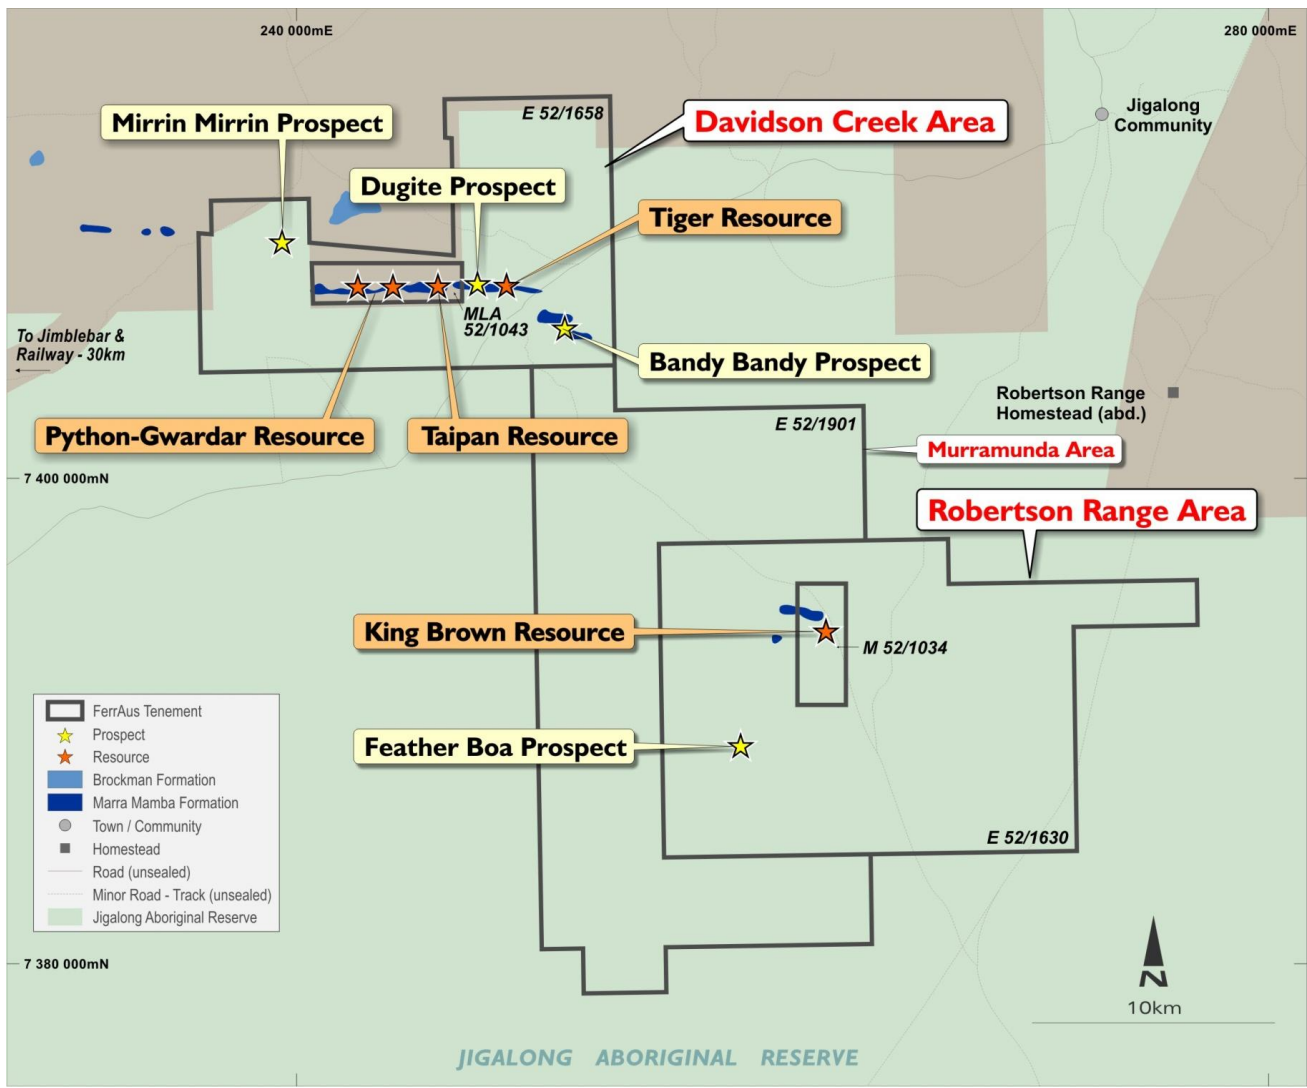 240 000mE
280 000mE
E 52/1658
Davidson Creek Area
Jigalong
Community
Mirrin Mirrin Prospect
Dugite Prospect
Tiger Resource
MLA
52/1043
To Jimblebar &
Railway - 30km
Bandy Bandy Prospect
Robertson Range
Homestead (abd.)
Python-Gwardar Resource
Taipan Resource
E 52/1901
Murramunda Area
7 400 000mN
Robertson Range Area
King Brown Resource
M 52/1034
Feather Boa Prospect
E 52/1630
FerrAus Tenement
Prospect
Resource
Brockman Formation
Marra Mamba Formation
Town / Community
Homestead
Road (unsealed)
Minor Road - Track (unsealed)
Jigalong Aboriginal Reserve
7 380 000mN
N
10km
JIGALONG ABORIGINAL RESERVE